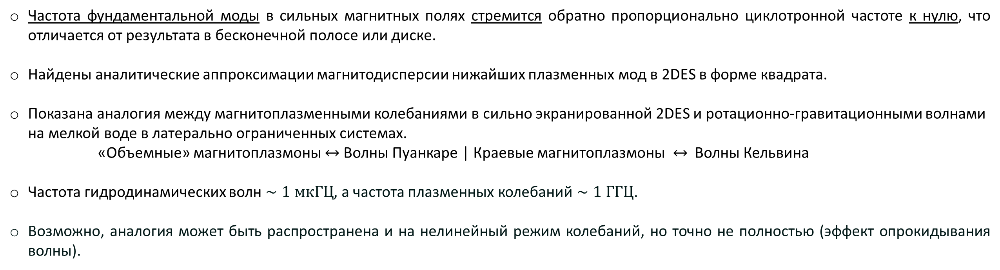 ○ Частота фундаментальной моды в сильных магнитных полях стремится обратно пропорционально циклотронной частоте к нулю, что
отличается от результата в бесконечной полосе или диске.
○ Найдены аналитические аппроксимации магнитодисперсии нижайших плазменных мод в 2DES в форме квадрата.
○ Показана аналогия между магнитоплазменными колебаниями в сильно экранированной 2DES и ротационно-гравитационными волнами
на мелкой воде в латерально ограниченных системах.
«Объемные» магнитоплазмоны ↔ Волны Пуанкаре | Краевые магнитоплазмоны ↔ Волны Кельвина
○ Частота гидродинамических волн ~ 1 мкГЦ, а частота плазменных колебаний ~ 1 ГГЦ.
○ Возможно, аналогия может быть распространена и на нелинейный режим колебаний, но точно не полностью (эффект опрокидывания
волны).